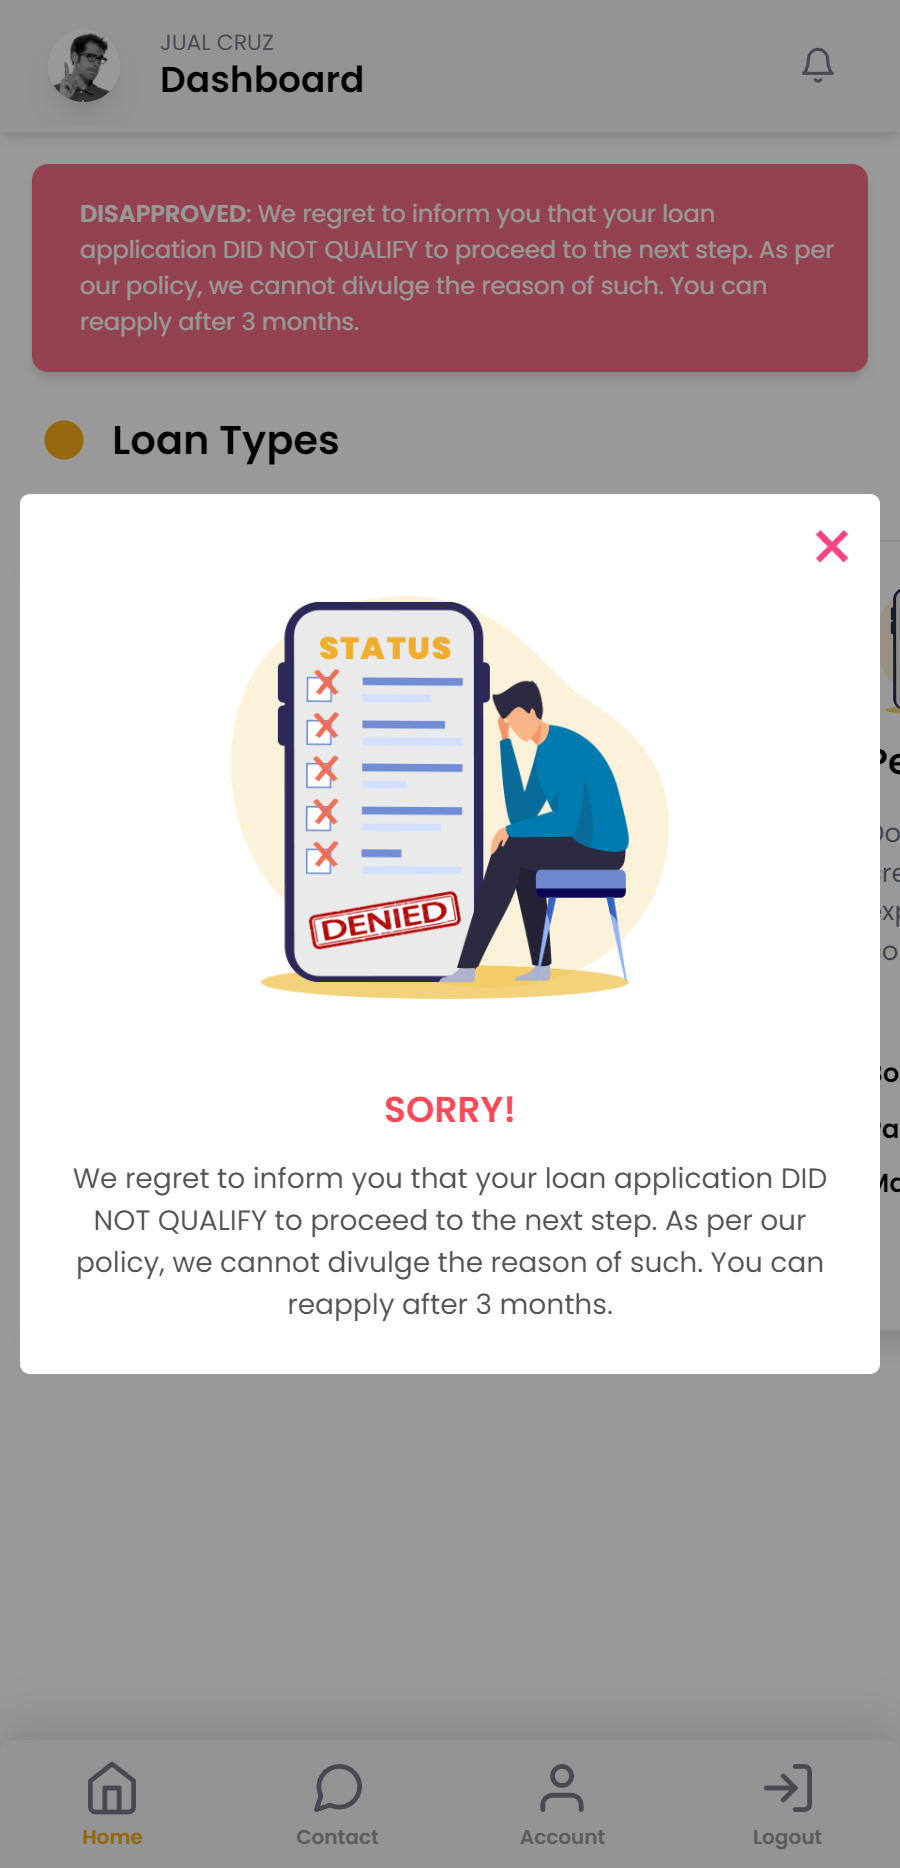 JUAL CRUZ
Dashboard
DISAPPROVED: We regret to inform you that your loan
application DID NOT QUALIFY to proceed to the next step. As per
our policy, we cannot divulge the reason of such. You can
reapply after 3 months.
Loan Types
STATUS
DENIED
SORRY!
We regret to inform you that your loan application DID
NOT QUALIFY to proceed to the next step. As per our
policy, we cannot divulge the reason of such. You can
reapply after 3 months.
Home
Contact
Account
Logout